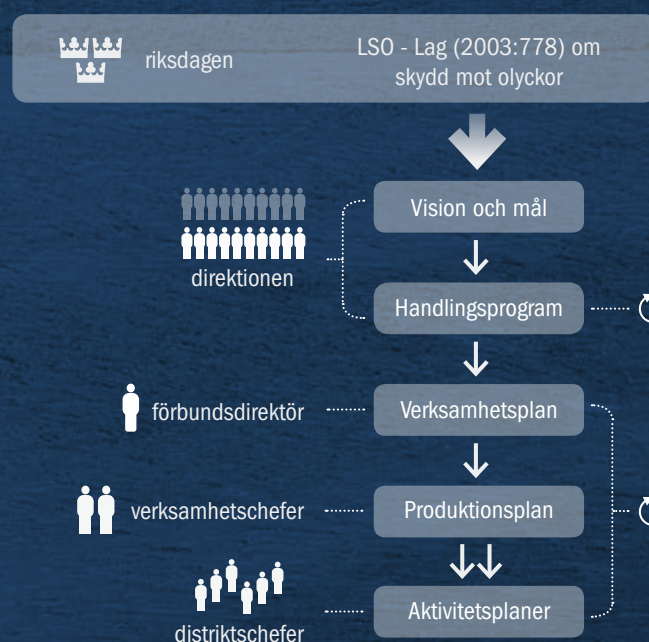 riksdagen
LSO - Lag (2003:778) om
skydd mot olyckor
Vision och mål
direktionen
Handlingsprogram
förbundsdirektör
Verksamhetsplan
verksamhetschefer
Produktionsplan
Aktivitetsplaner
distriktschefer